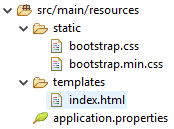 src/main/resources
static
bootstrap.css
bootstrap.min.css
templates
index.html
application.properties